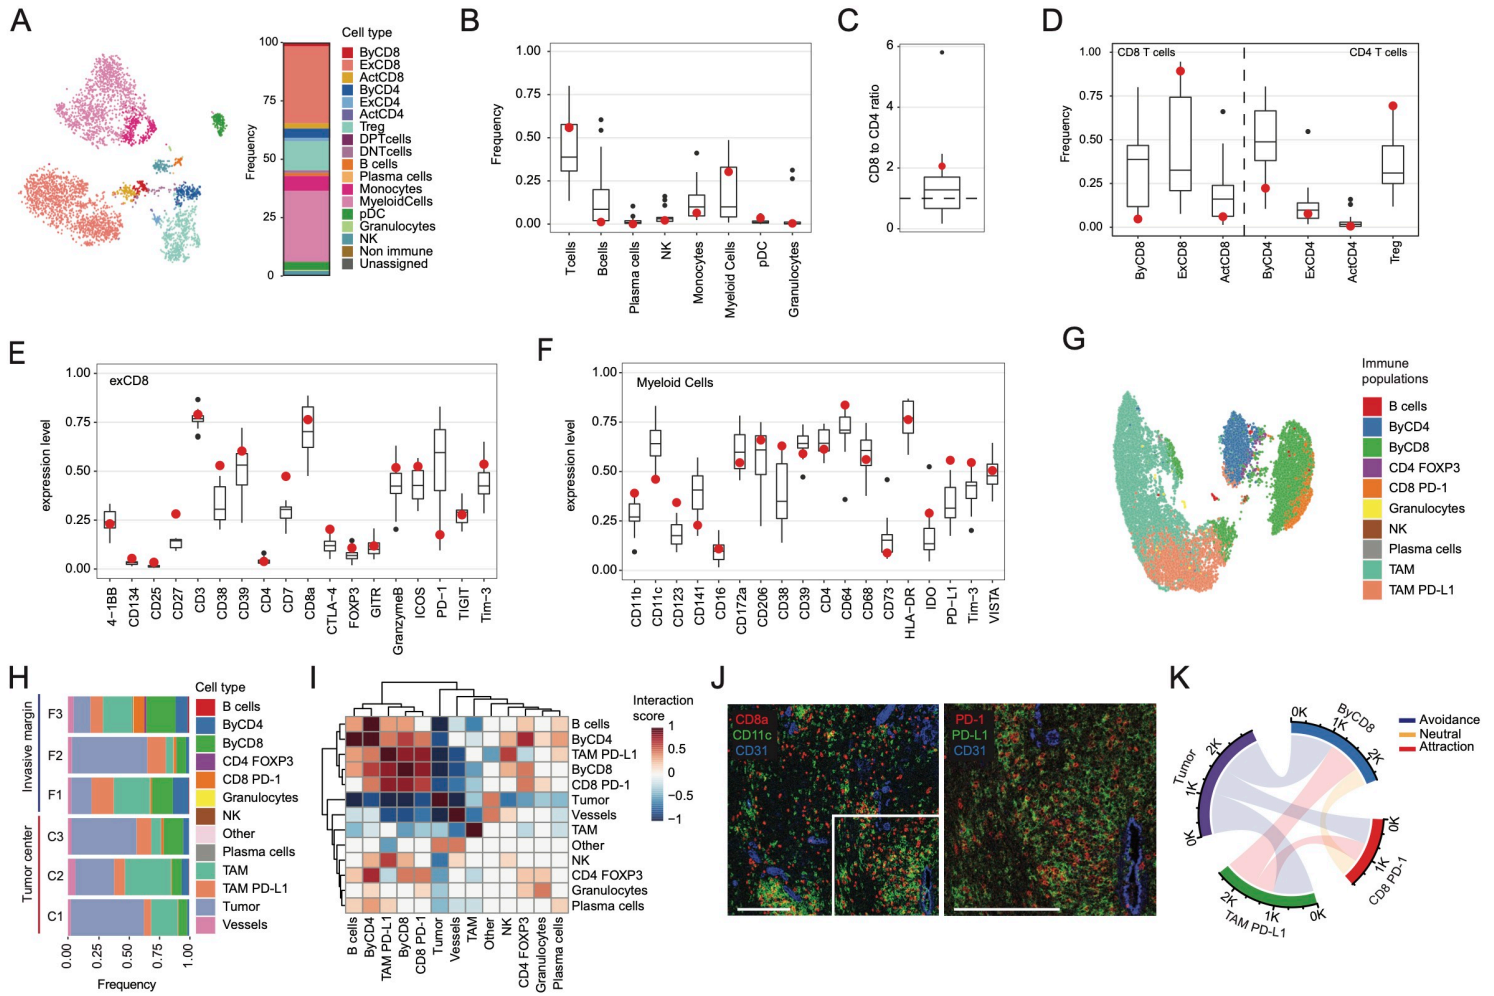 A
Frequency
100
75
50
25
0
Cell type
ByCD8
ExCD8
ActCD8
ByCD4
ExCD4
ActCD4
Treg
DPTcells
DNTcells
B cells
Plasma cells
Monocytes
MyeloidCells
pDC
Granulocytes
NK
Non immune
Unassigned
B
Frequency
1.00
0.75
0.50
0.25
0.00
Tcells
Bcells
Plasma cells
NK
Monocytes
Myeloid Cells
pDC
Granulocytes
C
CD8 to CD4 ratio
6
4
2
0
D
Frequency
1.00
0.75
0.50
0.25
0.00
CD8 T cells
CD4 T cells
ByCD8
ExCD8
ActCD8
ByCD4
ExCD4
ActCD4
Treg
E
expression level
1.00
0.75
0.50
0.25
0.00
exCD8
4-1BB
CD134
CD25
CD27
CD3
CD38
CD39
CD4
CD7
CD8a
CTLA-4
FOXP3
GITR
GranzymeB
ICOS
PD-1
TIGIT
Tim-3
F
expression level
1.00
0.75
0.50
0.25
0.00
Myeloid Cells
CD11b
CD11c
CD123
CD141
CD16
CD172a
CD206
CD38
CD39
CD4
CD64
CD68
CD73
HLA-DR
IDO
PD-L1
Tim-3
VISTA
G
Immune
populations
B cells
ByCD4
ByCD8
CD4 FOXP3
CD8 PD-1
Granulocytes
NK
Plasma cells
TAM
TAM PD-L1
H
Invasive margin
Tumor center
F3
F2
F1
C3
C2
C1
0.00
0.25
0.50
0.75
1.00
Frequency
Cell type
B cells
ByCD4
ByCD8
CD4 FOXP3
CD8 PD-1
Granulocytes
NK
Other
Plasma cells
TAM
TAM PD-L1
Tumor
Vessels
I
B cells
ByCD4
TAM PD-L1
ByCD8
CD8 PD-1
Tumor
Vessels
TAM
Other
NK
CD4 FOXP3
Granulocytes
Plasma cells
B cells
ByCD4
TAM PD-L1
ByCD8
CD8 PD-1
Tumor
Vessels
TAM
Other
NK
CD4 FOXP3
Granulocytes
Plasma cells
Interaction
score
1
0.5
0
−0.5
−1
J
CD8a
CD11c
CD31
PD-1
PD-L1
CD31
K
Tumor
0K
1K
2K
ByCD8
0K
1K
2K
CD8 PD-1
0K
1K
TAM PD-L1
0K
1K
2K
Avoidance
Neutral
Attraction